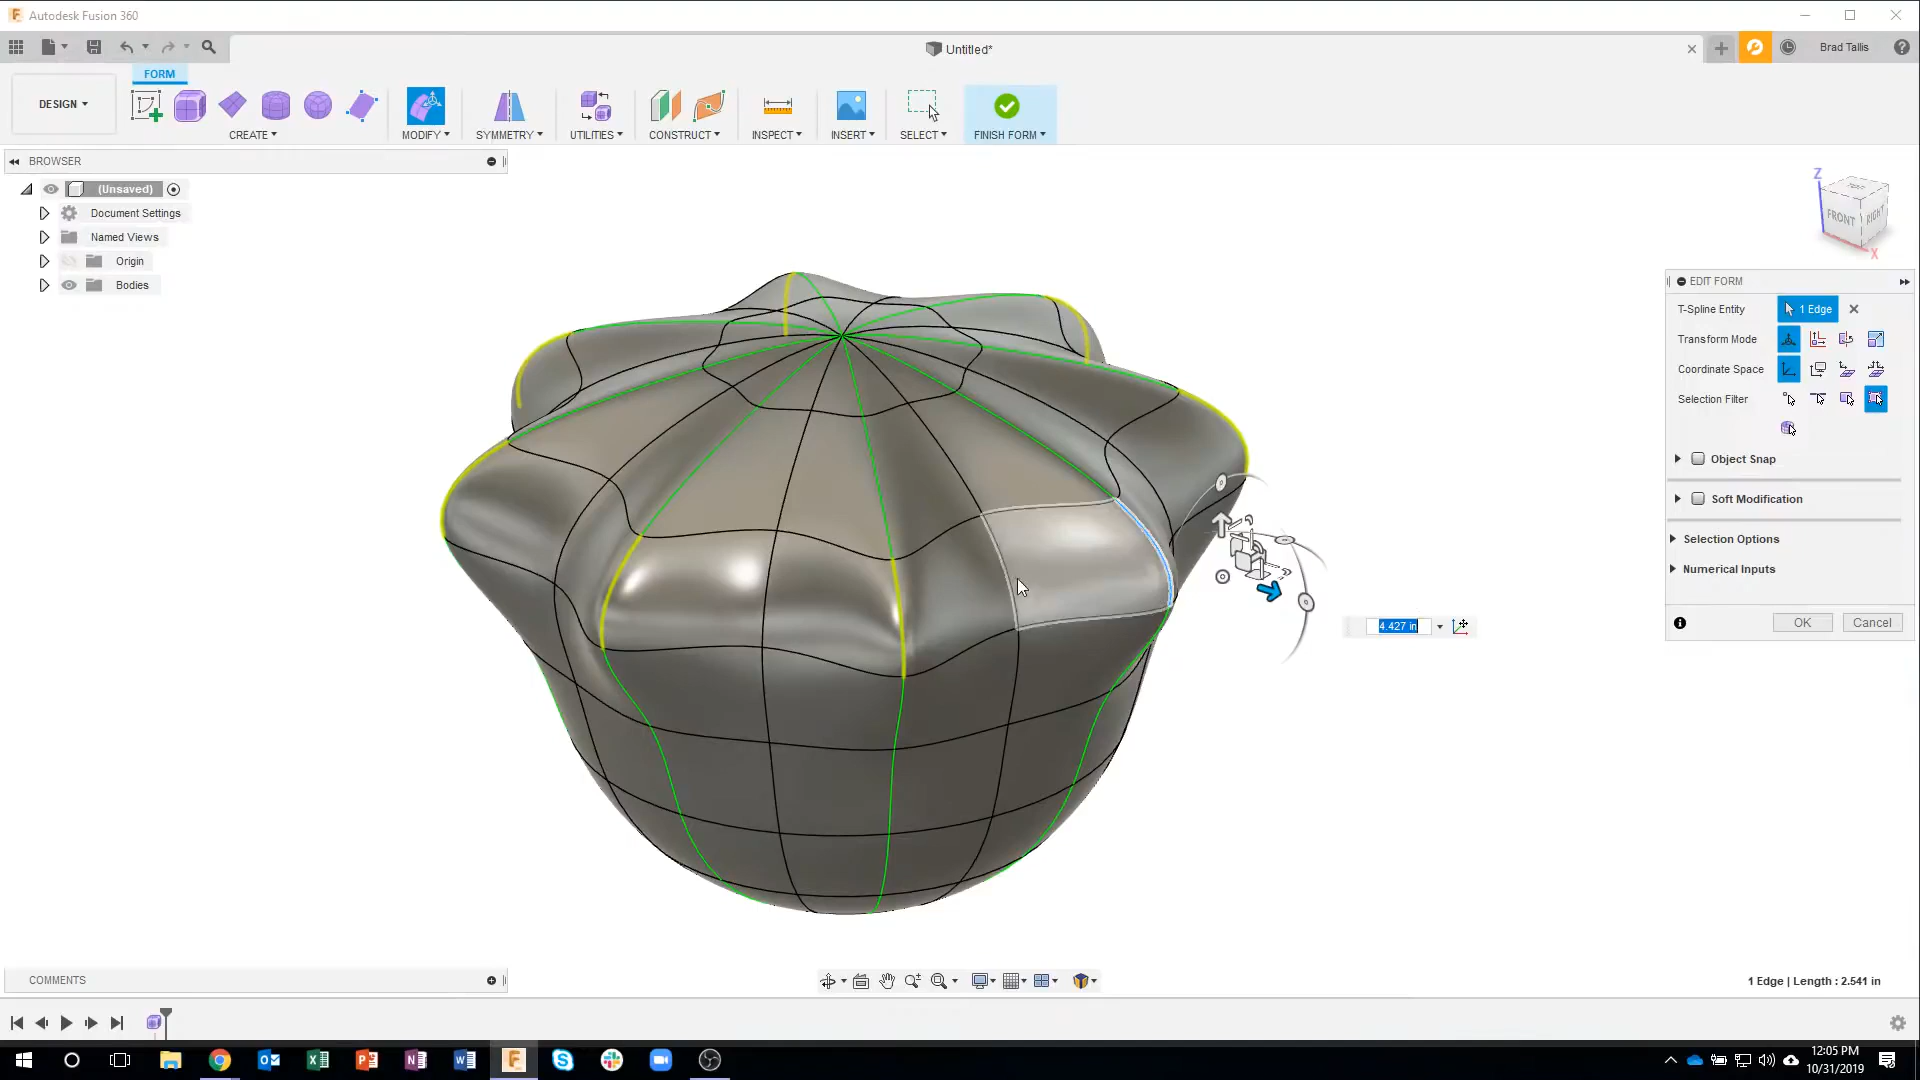 Autodesk Fusion 360
Untitled*
Brad Tallis
FORM
DESIGN
CREATE
MODIFY
SYMMETRY
UTILITIES
CONSTRUCT
INSPECT
INSERT
SELECT
FINISH FORM
BROWSER
(Unsaved)
Document Settings
Named Views
Origin
Bodies
Z
FRONT
RIGHT
X
EDIT FORM
T-Spline Entity
1 Edge
Transform Mode
Coordinate Space
Selection Filter
Object Snap
Soft Modification
Selection Options
Numerical Inputs
OK
Cancel
4.427 in
COMMENTS
1 Edge | Length : 2.541 in
12:05 PM
10/31/2019